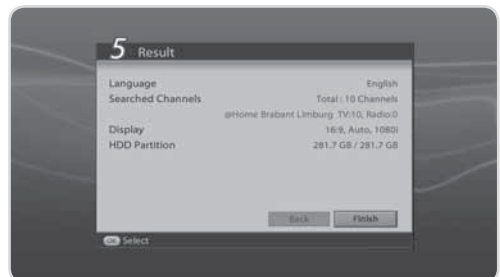 5 Result
Language English
Searched Channels Total : 10 Channels
@Home Brabant Limburg TV:10, Radio:0
Display 16:9, Auto, 1080i
HDD Partition 281.7 GB / 281.7 GB
Back Finish
OK Select